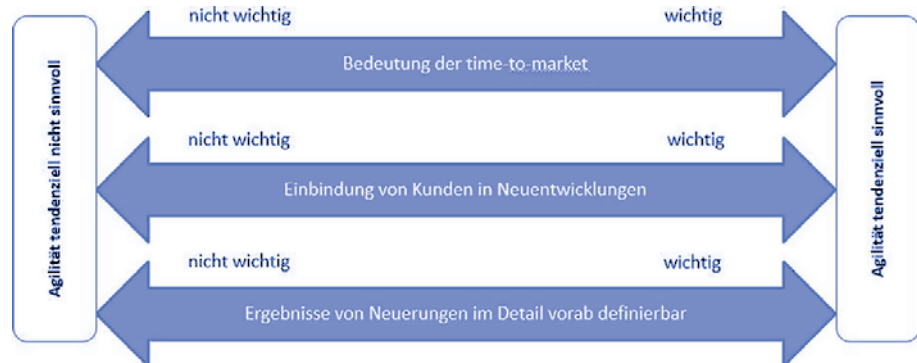 nicht wichtig wichtig
Bedeutung der time-to-market
nicht wichtig wichtig
Einbindung von Kunden in Neuentwicklungen
nicht wichtig wichtig
Ergebnisse von Neuerungen im Detail vorab definierbar
Agilität tendenziell nicht sinnvoll
Agilität tendenziell sinnvoll